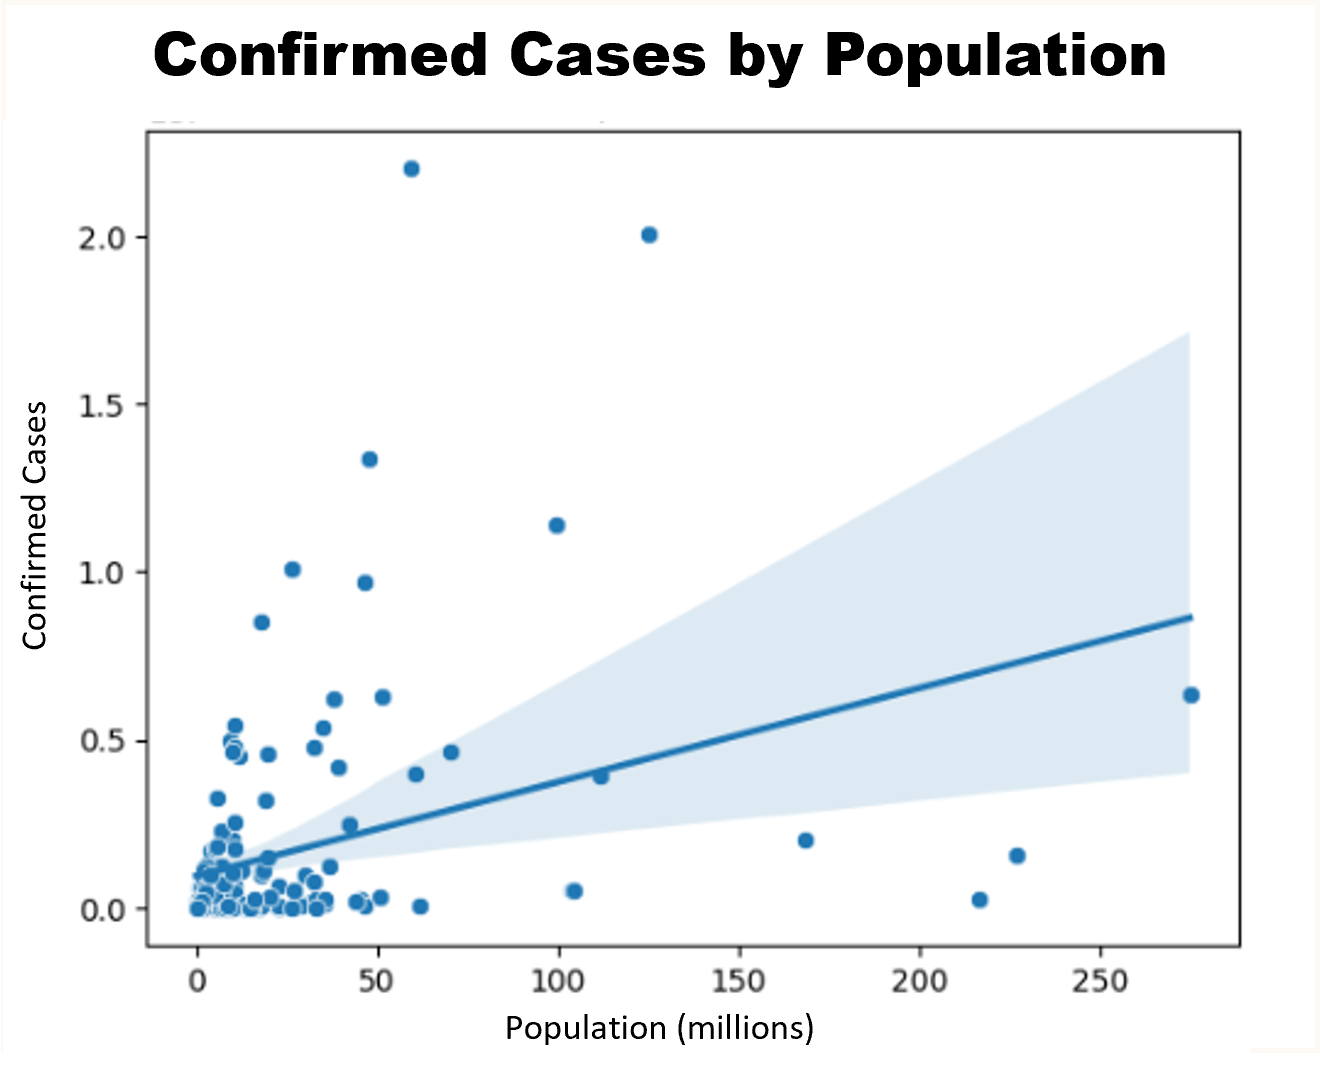 Confirmed Cases by Population
2.0
1.5
1.0
0.5
0.0
Confirmed Cases
0 50 100 150 200 250
Population (millions)